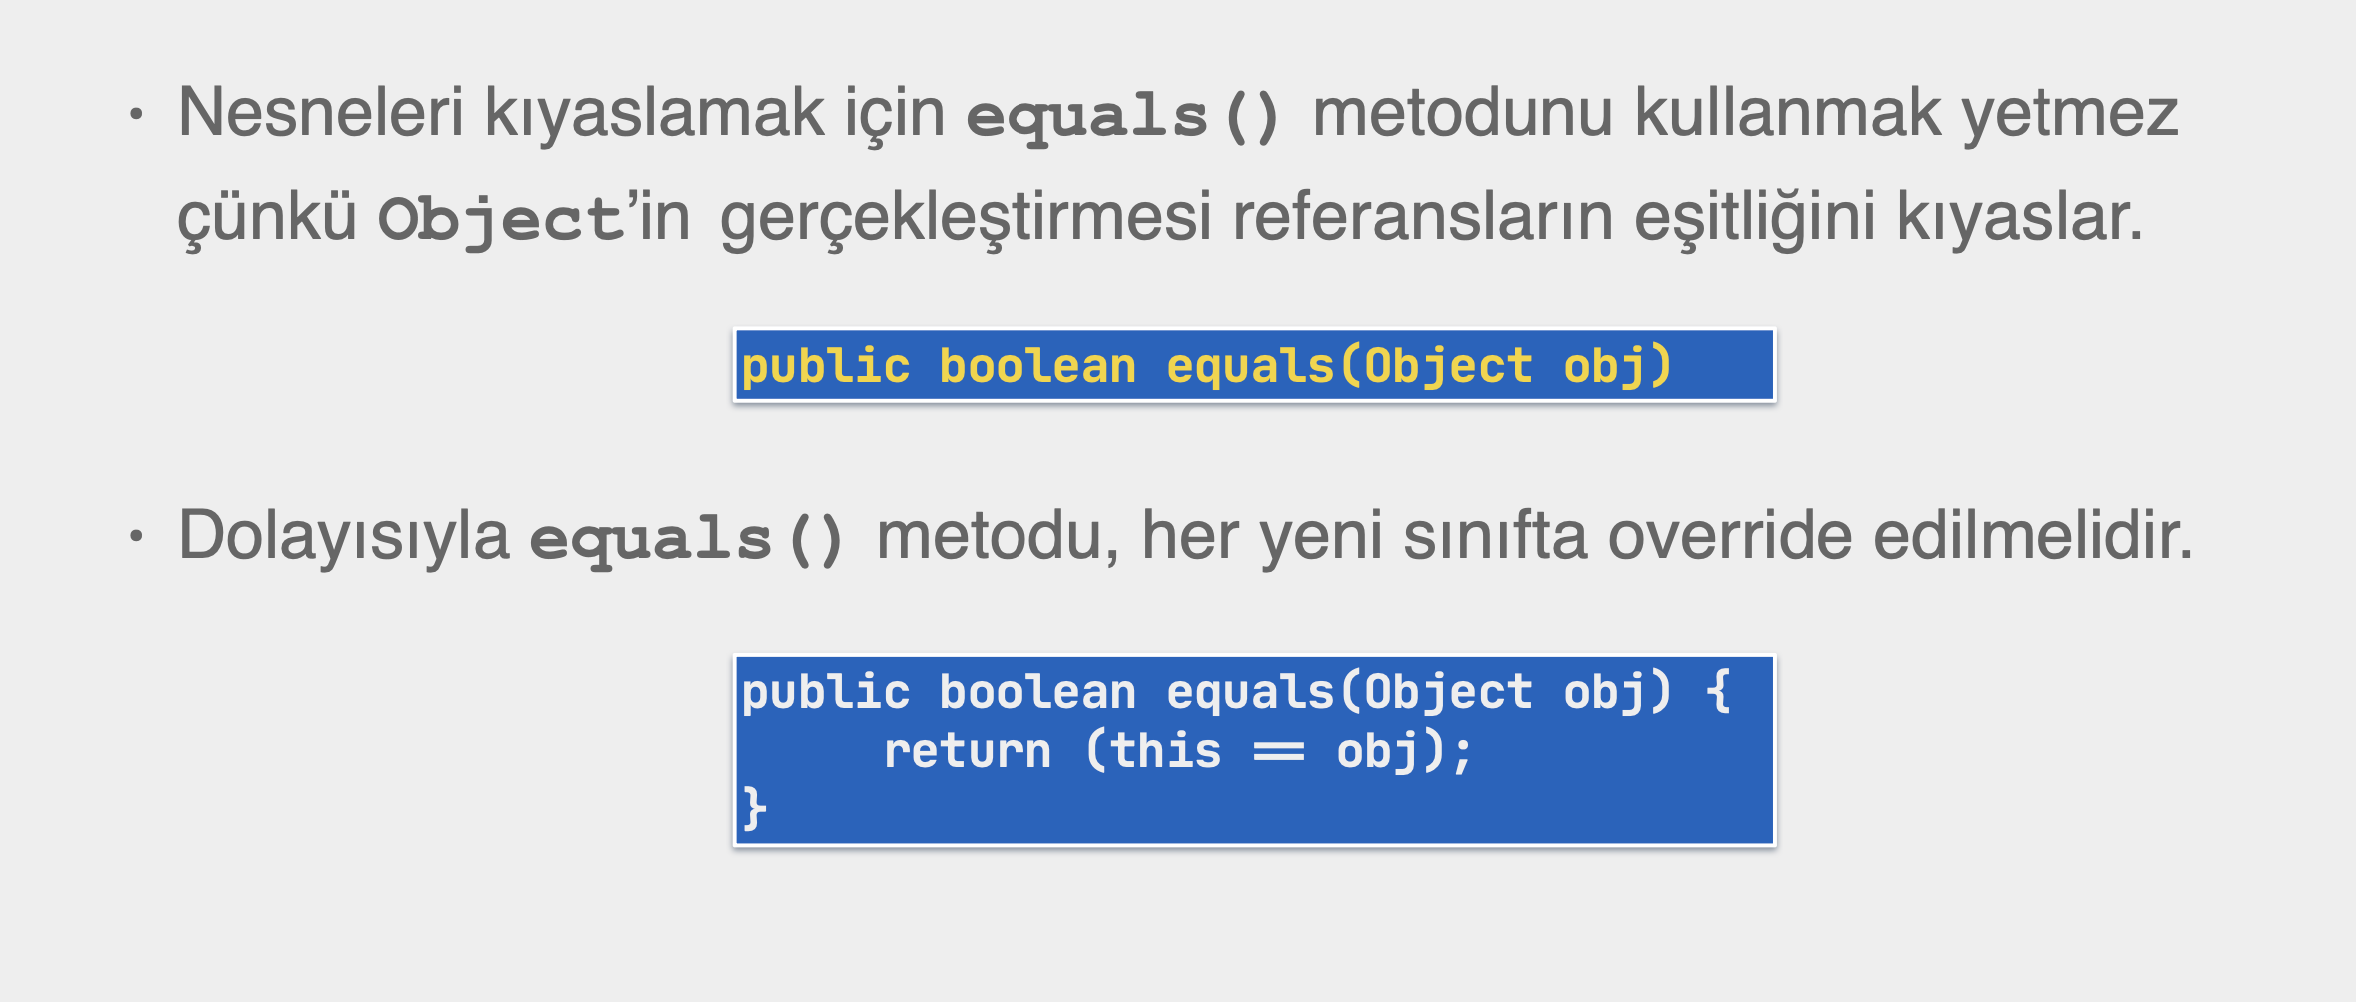 • Nesneleri kıyaslamak için equals() metodunu kullanmak yetmez
çünkü Object’in gerçekleştirmesi referansların eşitliğini kıyaslar.
public boolean equals(Object obj)
• Dolayısıyla equals() metodu, her yeni sınıfta override edilmelidir.
public boolean equals(Object obj) {
return (this == obj);
}